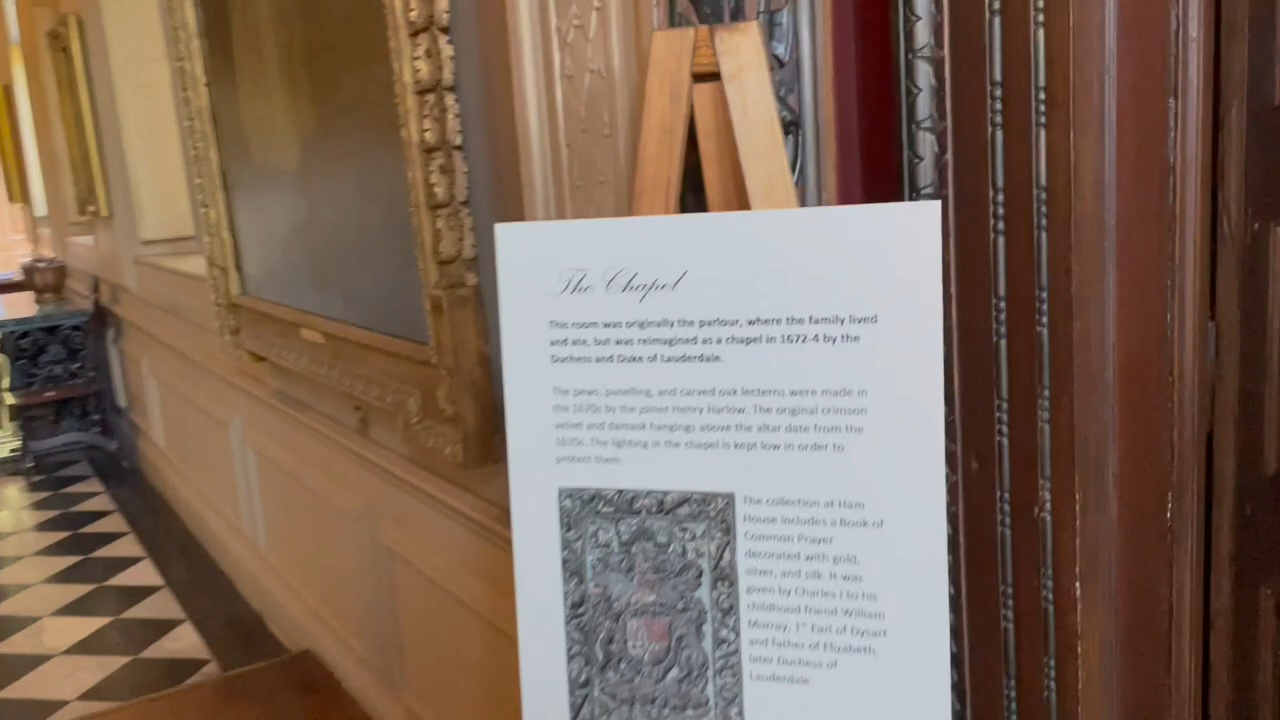 The Chapel
This room was originally the parlour, where the family lived
and ate, but was reimagined as a chapel in 1672-4 by the
Duchess and Duke of Lauderdale.
The pews, panelling, and carved oak lecterns were made in
the 1670s by the joiner Henry Harlow. The original crimson
velvet and damask hangings above the altar date from the
1670s. The lighting in the chapel is kept low in order to
protect them.
The collection at Ham
House includes a Book of
Common Prayer
decorated with gold,
silver, and silk. It was
given by Charles I to his
childhood friend William
Murray, 1st Earl of Dysart
and father of Elizabeth,
later Duchess of
Lauderdale.